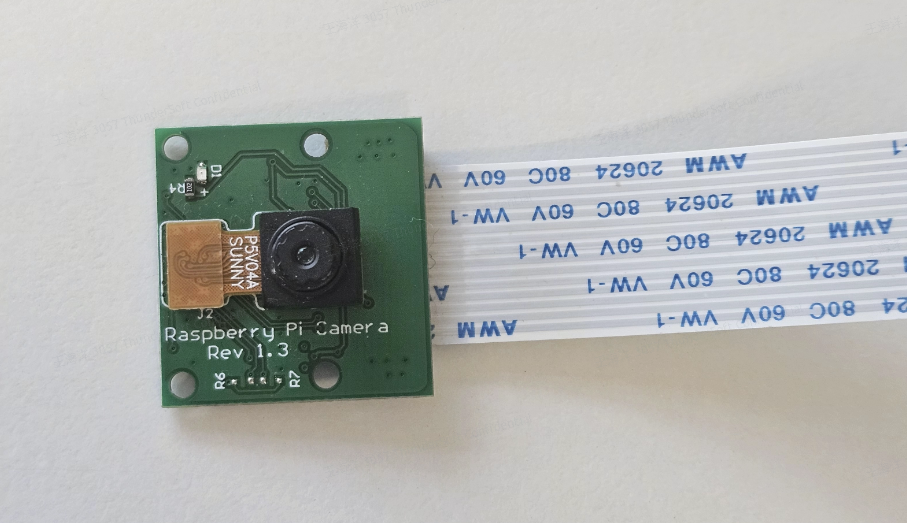 D1
R4
P5V04A
SUNNY
J2
Raspberry Pi Camera
Rev 1.3
R6
R7
AWM 20624 80C 60V V
AWM 20624 80C 60V VW-1
AWM 20624 80C 60V VW-1
20624 80C 60V VW-1
80C 60V VW-1
AWM
-1